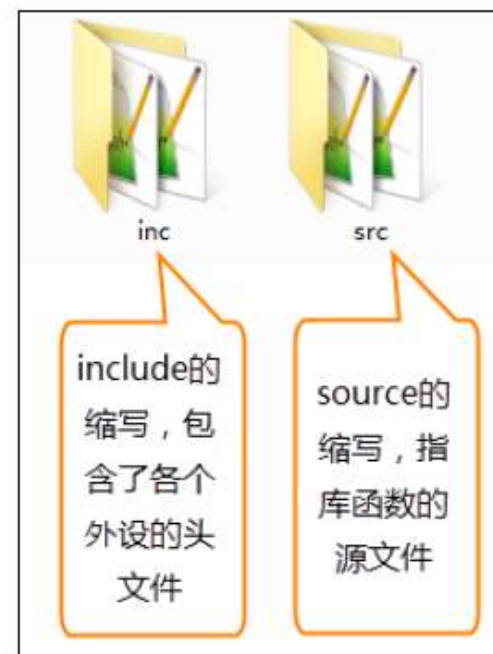 inc
src
include的
缩写，包
含了各个
外设的头
文件
source的
缩写，指
库函数的
源文件